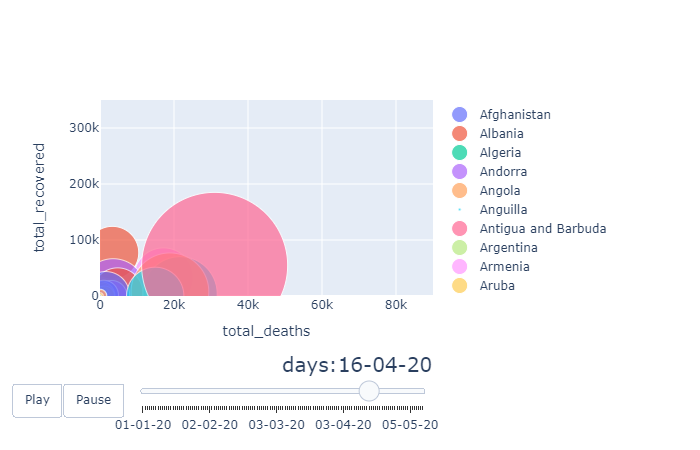 300k
200k
100k
0
0
20k
40k
60k
80k
total_recovered
total_deaths
Afghanistan
Albania
Algeria
Andorra
Angola
Anguilla
Antigua and Barbuda
Argentina
Armenia
Aruba
days:16-04-20
Play
Pause
01-01-20
02-02-20
03-03-20
03-04-20
05-05-20